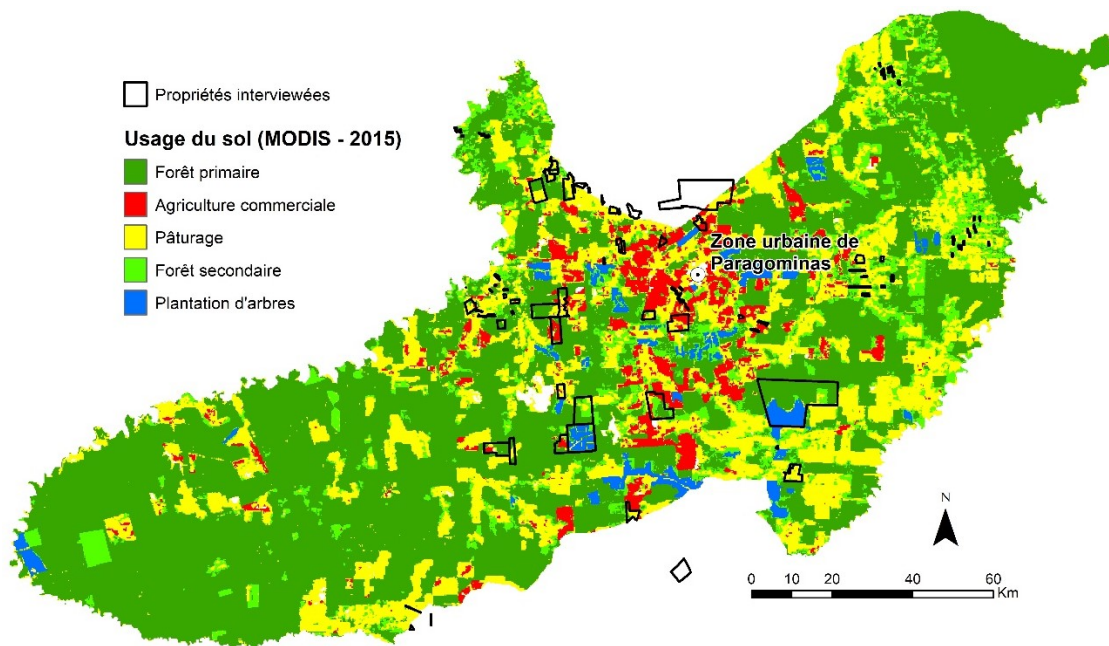 Propriétés interviewées
Usage du sol (MODIS - 2015)
Forêt primaire
Agriculture commerciale
Pâturage
Forêt secondaire
Plantation d'arbres
Zone urbaine de
Paragominas
N
0 10 20 40 60
Km